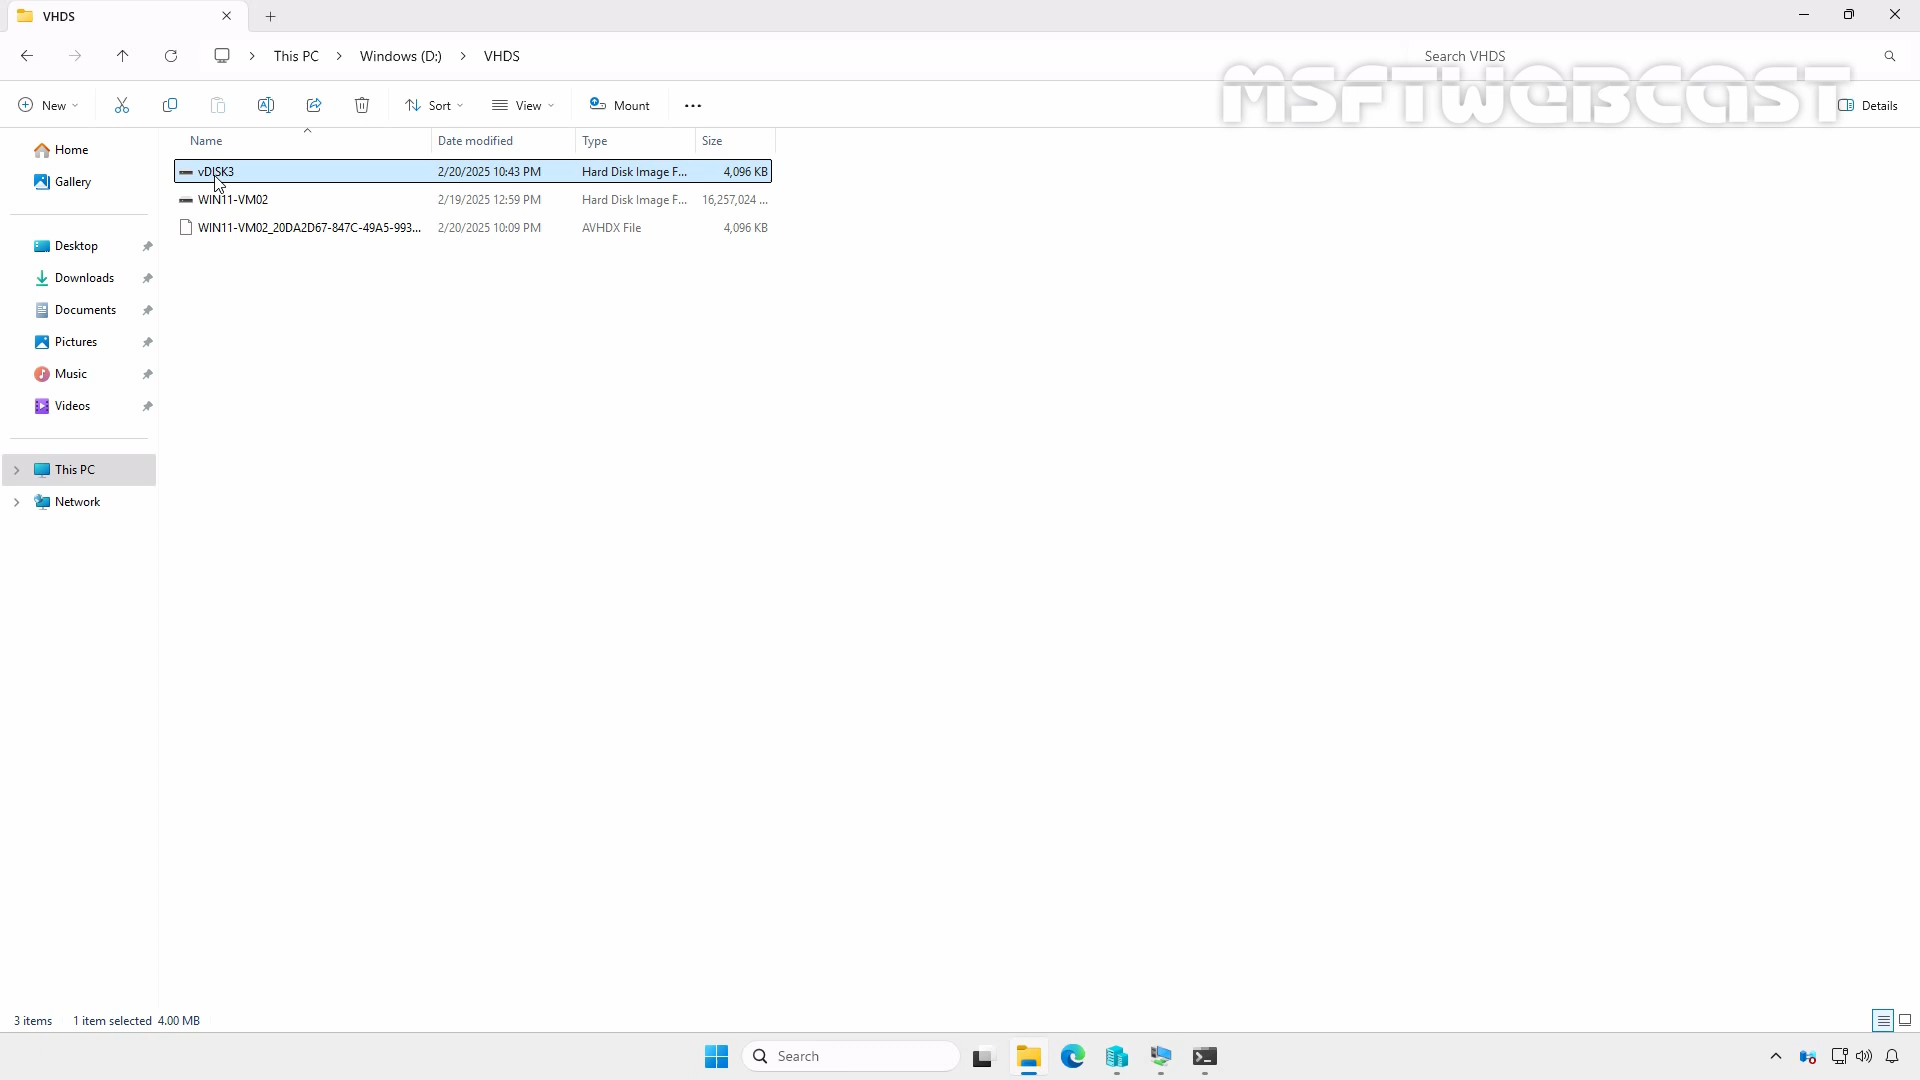 VHDS
This PC > Windows (D:) > VHDS
Search VHDS
MSFTWEBCAST
New
Sort
View
Mount
Details
Name Date modified Type Size
Home
Gallery
vDISK3 2/20/2025 10:43 PM Hard Disk Image F... 4,096 KB
WIN11-VM02 2/19/2025 12:59 PM Hard Disk Image F... 16,257,024 ...
WIN11-VM02_20DA2D67-847C-49A5-993... 2/20/2025 10:09 PM AVHDX File 4,096 KB
Desktop
Downloads
Documents
Pictures
Music
Videos
This PC
Network
3 items 1 item selected 4.00 MB
Search